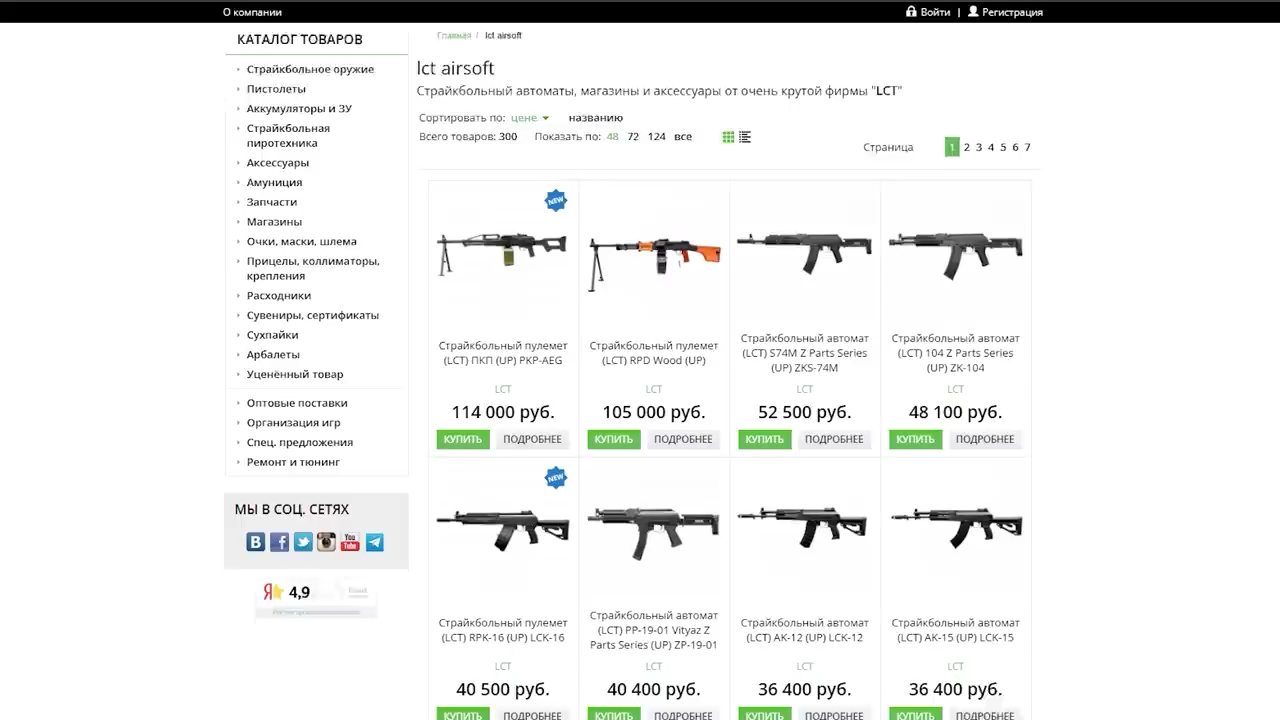 О компании
Войти | Регистрация
КАТАЛОГ ТОВАРОВ
Страйкбольное оружие
Пистолеты
Аккумуляторы и ЗУ
Страйкбольная
пиротехника
Аксессуары
Амуниция
Запчасти
Магазины
Очки, маски, шлема
Прицелы, коллиматоры,
крепления
Расходники
Сувениры, сертификаты
Сухпайки
Арбалеты
Уценённый товар
Оптовые поставки
Организация игр
Спец. предложения
Ремонт и тюнинг
МЫ В СОЦ. СЕТЯХ
B f You Tube
Я 4,9
Главная / lct airsoft
lct airsoft
Страйкбольный автоматы, магазины и аксессуары от очень крутой фирмы "LCT"
Сортировать по: цене названию
Всего товаров: 300 Показать по: 48 72 124 все
Страница 1 2 3 4 5 6 7
NEW
Страйкбольный пулемет
(LCT) ПКП (UP) PKP-AEG
LCT
114 000 руб.
КУПИТЬ ПОДРОБНЕЕ
Страйкбольный пулемет
(LCT) RPD Wood (UP)
LCT
105 000 руб.
КУПИТЬ ПОДРОБНЕЕ
Страйкбольный автомат
(LCT) S74M Z Parts Series
(UP) ZKS-74M
LCT
52 500 руб.
КУПИТЬ ПОДРОБНЕЕ
Страйкбольный автомат
(LCT) 104 Z Parts Series
(UP) ZK-104
LCT
48 100 руб.
КУПИТЬ ПОДРОБНЕЕ
NEW
Страйкбольный пулемет
(LCT) RPK-16 (UP) LCK-16
LCT
40 500 руб.
КУПИТЬ ПОДРОБНЕЕ
Страйкбольный автомат
(LCT) PP-19-01 Vityaz Z
Parts Series (UP) ZP-19-01
LCT
40 400 руб.
КУПИТЬ ПОДРОБНЕЕ
Страйкбольный автомат
(LCT) AK-12 (UP) LCK-12
LCT
36 400 руб.
КУПИТЬ ПОДРОБНЕЕ
Страйкбольный автомат
(LCT) AK-15 (UP) LCK-15
LCT
36 400 руб.
КУПИТЬ ПОДРОБНЕЕ